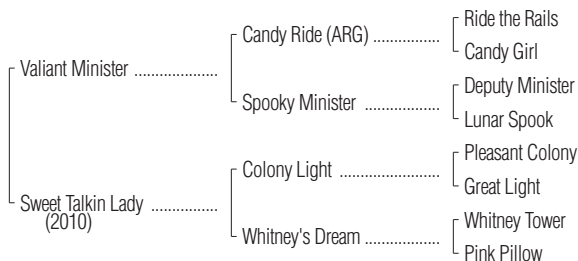 Ride the Rails
Candy Ride (ARG) ................
Candy Girl
Valiant Minister ....................
Deputy Minister
Spooky Minister ..................
Lunar Spook
Pleasant Colony
Colony Light ........................
Great Light
Sweet Talkin Lady ................
(2010)
Whitney Tower
Whitney's Dream ..................
Pink Pillow